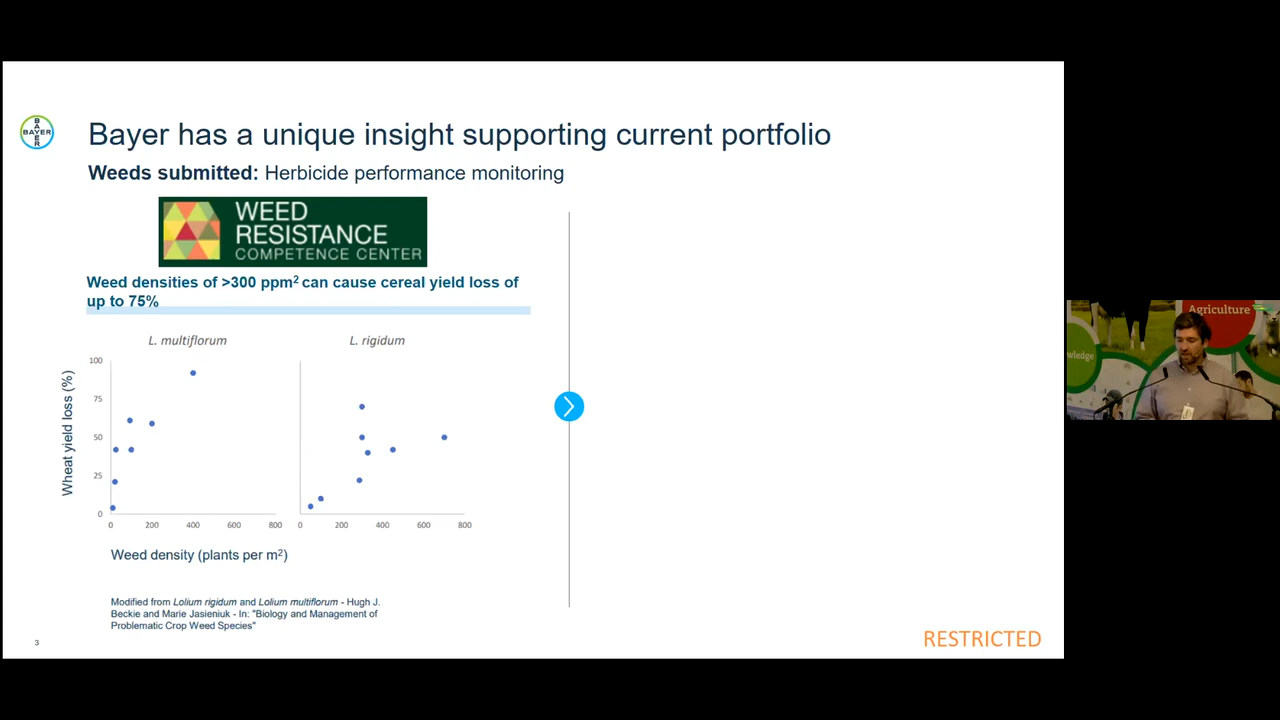 Bayer has a unique insight supporting current portfolio
BAYER
BAYER
Weeds submitted: Herbicide performance monitoring
WEED
RESISTANCE
COMPETENCE CENTER
Weed densities of >300 ppm² can cause cereal yield loss of
up to 75%
L. multiflorum
L. rigidum
Wheat yield loss (%)
100
75
50
25
0
0 200 400 600 800
0 200 400 600 800
Weed density (plants per m²)
Modified from Lolium rigidum and Lolium multiflorum - Hugh J.
Beckie and Marie Jasieniuk - In: "Biology and Management of
Problematic Crop Weed Species"
3
RESTRICTED
Agriculture
wledge